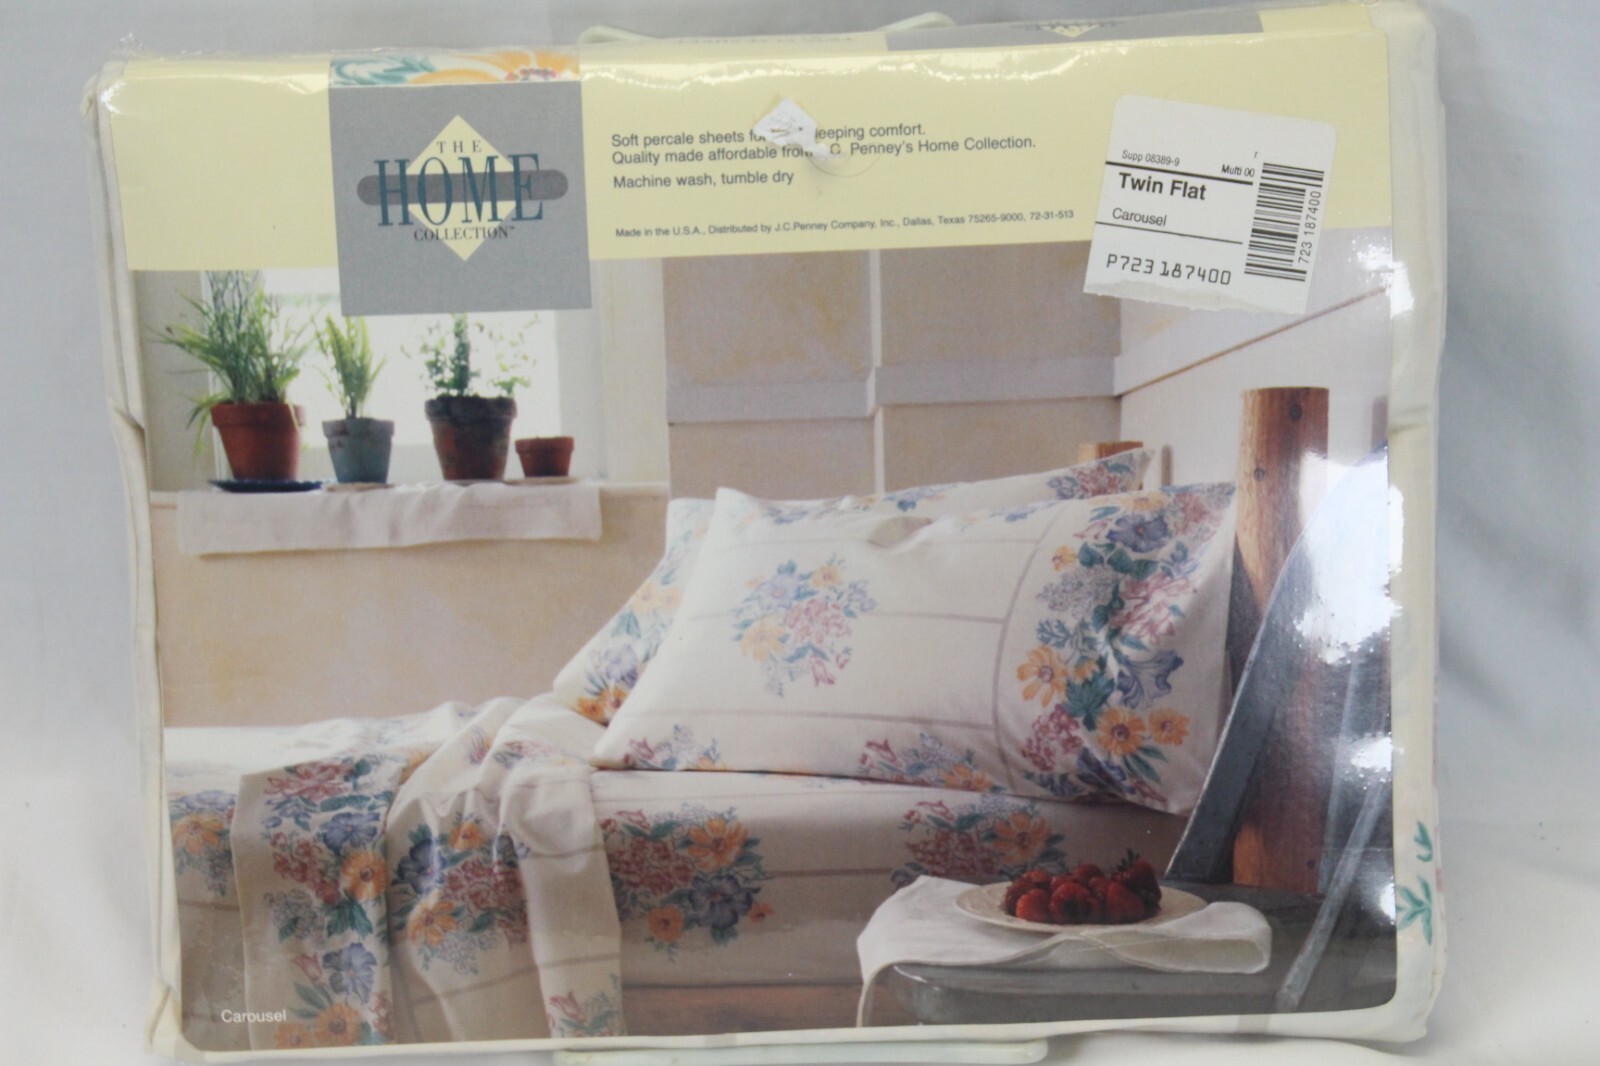 THE
HOME
COLLECTION™
Soft percale sheets eeping comfort.
Quality made affordable from C. Penney's Home Collection.
Machine wash, tumble dry
Made in the U.S.A., Distributed by J.C.Penney Company, Inc., Dallas, Texas 75265-9000, 72-31-513
Supp 08389-9
Multi 00
Twin Flat
Carousel
P723 187400
723 187400
Carousel